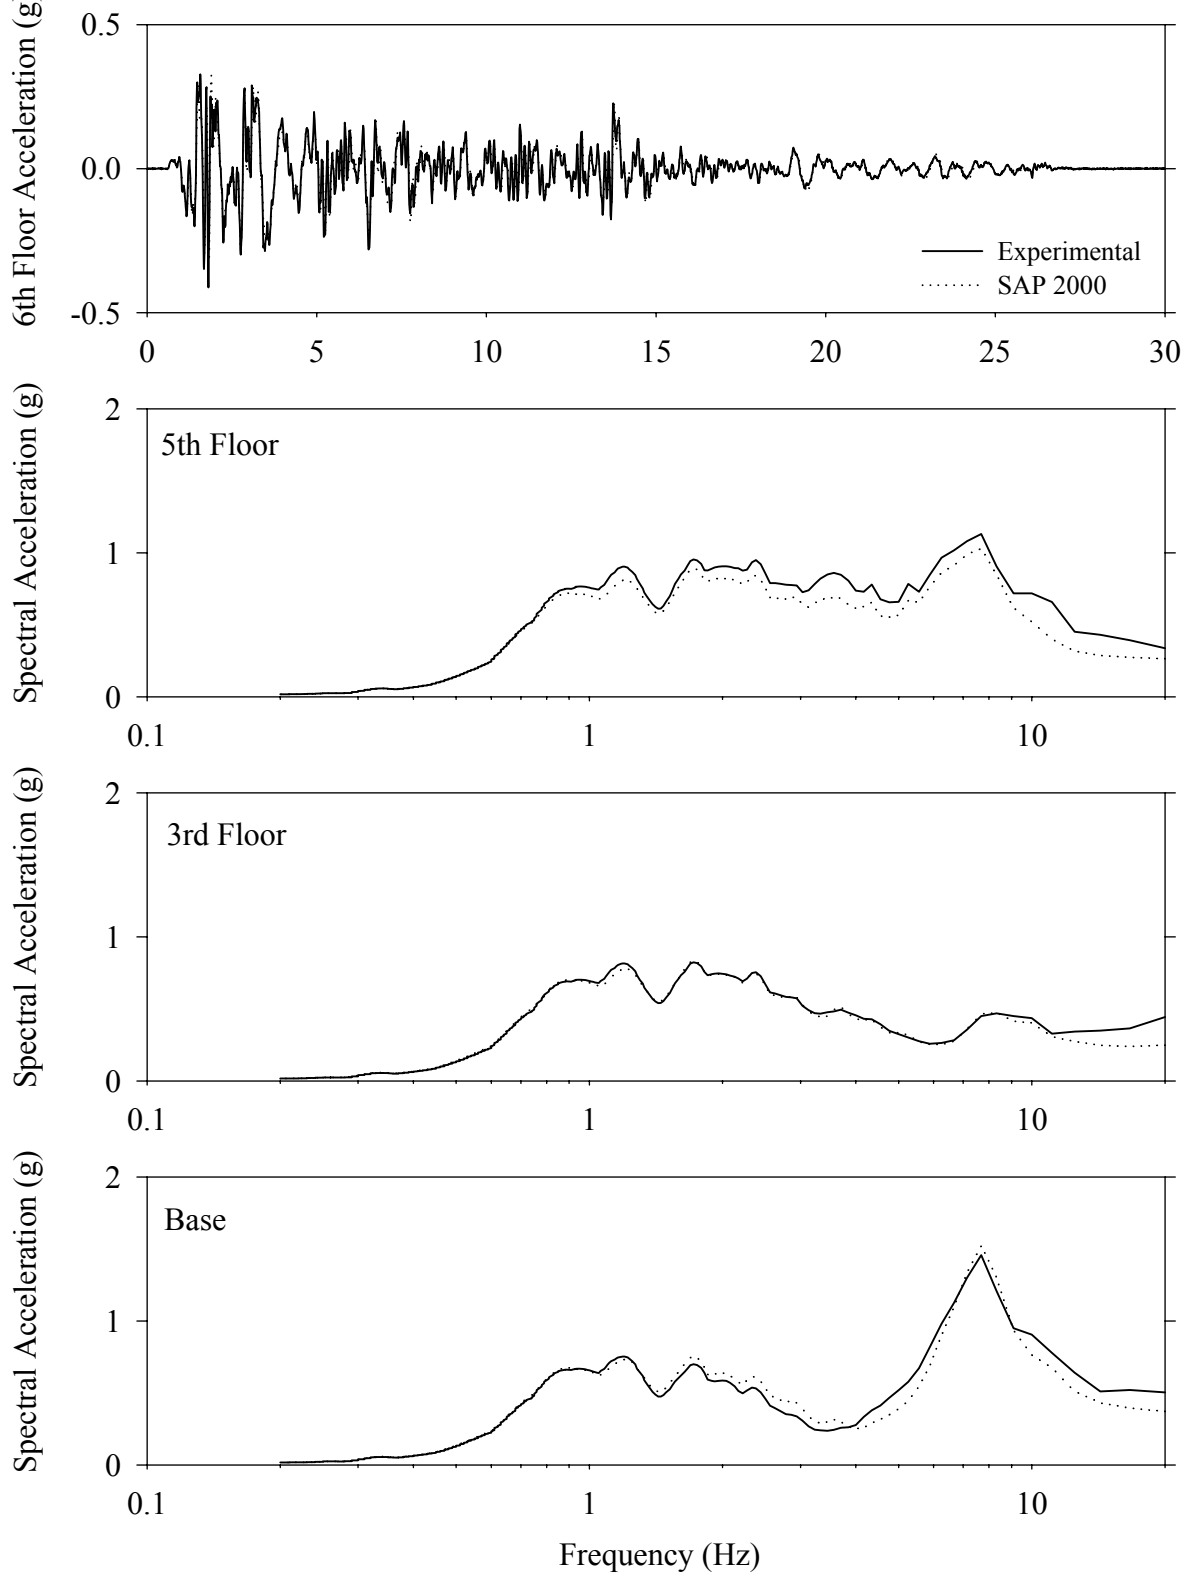 6th Floor Acceleration (g)
0.5
0.0
-0.5
Experimental
SAP 2000
0 5 10 15 20 25 30
Spectral Acceleration (g)
2
5th Floor
1
0
0.1 1 10
Spectral Acceleration (g)
2
3rd Floor
1
0
0.1 1 10
Spectral Acceleration (g)
2
Base
1
0
0.1 1 10
Frequency (Hz)